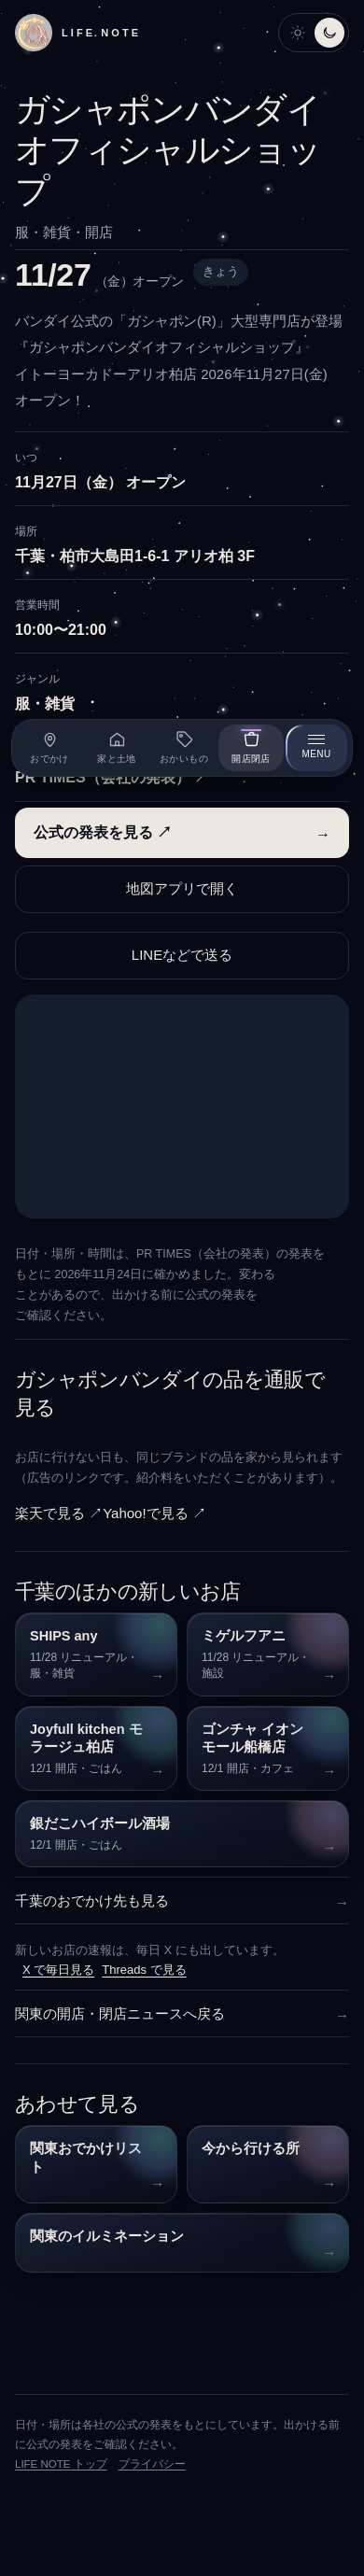 LIFE.NOTE
ガシャポンバンダイ
オフィシャルショッ
プ
服・雑貨・開店
11/27 （金）オープン きょう
バンダイ公式の「ガシャポン(R)」大型専門店が登場
『ガシャポンバンダイオフィシャルショップ』
イトーヨーカドーアリオ柏店 2026年11月27日(金)
オープン！
いつ
11月27日（金） オープン
場所
千葉・柏市大島田1-6-1 アリオ柏 3F
営業時間
10:00〜21:00
ジャンル
服・雑貨
おでかけ 家と土地 おかいもの 開店閉店 MENU
PR TIMES（会社の発表） ↗
公式の発表を見る ↗ →
地図アプリで開く
LINEなどで送る
日付・場所・時間は、PR TIMES（会社の発表）の発表を
もとに 2026年11月24日に確かめました。変わる
ことがあるので、出かける前に公式の発表を
ご確認ください。
ガシャポンバンダイの品を通販で
見る
お店に行けない日も、同じブランドの品を家から見られます
（広告のリンクです。紹介料をいただくことがあります）。
楽天で見る ↗Yahoo!で見る ↗
千葉のほかの新しいお店
SHIPS any
11/28 リニューアル・
服・雑貨 →
ミゲルフアニ
11/28 リニューアル・
施設 →
Joyfull kitchen モ
ラージュ柏店
12/1 開店・ごはん →
ゴンチャ イオン
モール船橋店
12/1 開店・カフェ →
銀だこハイボール酒場
12/1 開店・ごはん →
千葉のおでかけ先も見る →
新しいお店の速報は、毎日 X にも出しています。
X で毎日見る Threads で見る
関東の開店・閉店ニュースへ戻る →
あわせて見る
関東おでかけリス
ト →
今から行ける所 →
関東のイルミネーション →
日付・場所は各社の公式の発表をもとにしています。出かける前
に公式の発表をご確認ください。
LIFE NOTE トップ プライバシー